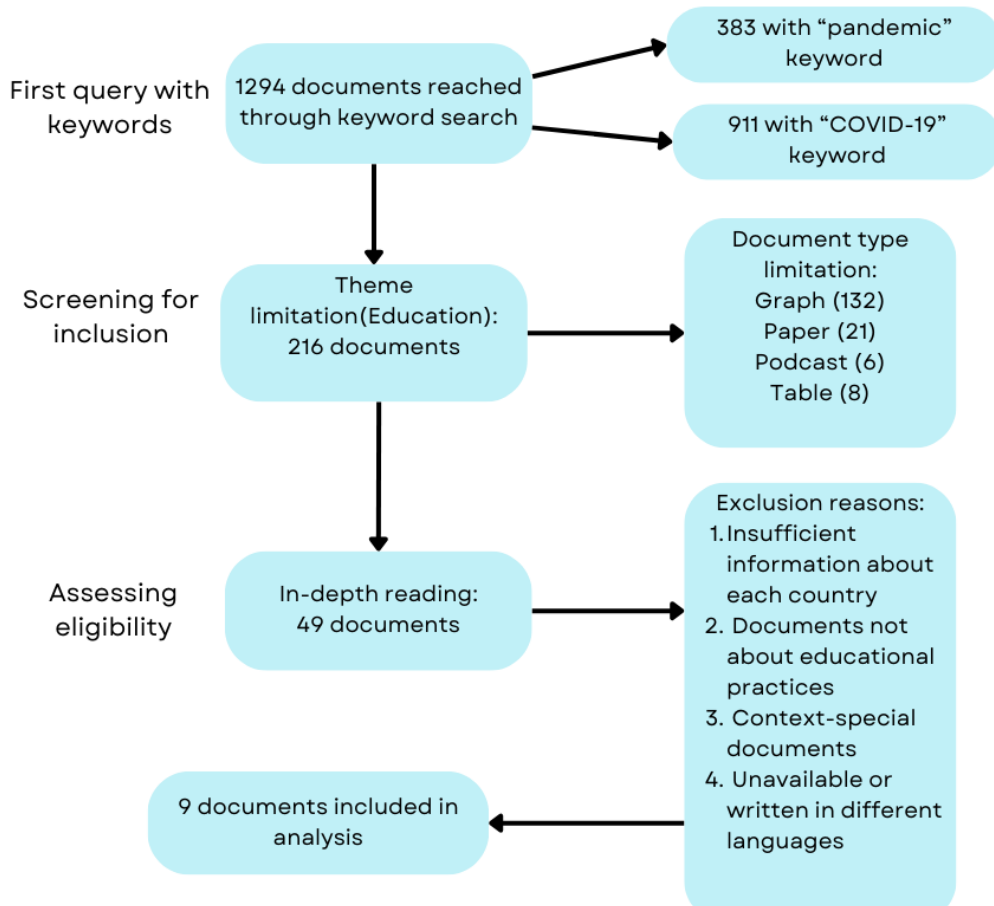 First query with
keywords
1294 documents reached
through keyword search
383 with “pandemic”
keyword
911 with “COVID-19”
keyword
Screening for
inclusion
Theme
limitation(Education):
216 documents
Document type
limitation:
Graph (132)
Paper (21)
Podcast (6)
Table (8)
Assessing
eligibility
In-depth reading:
49 documents
Exclusion reasons:
1. Insufficient
information about
each country
2. Documents not
about educational
practices
3. Context-special
documents
4. Unavailable or
written in different
languages
9 documents included in
analysis